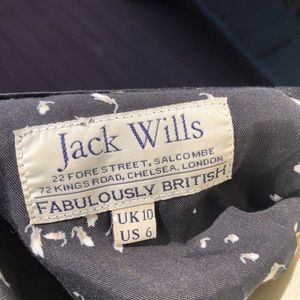 Jack Wills
22 FORE STREET, SALCOMBE
72 KINGS ROAD, CHELSEA, LONDON
FABULOUSLY BRITISH
UK 10
US 6